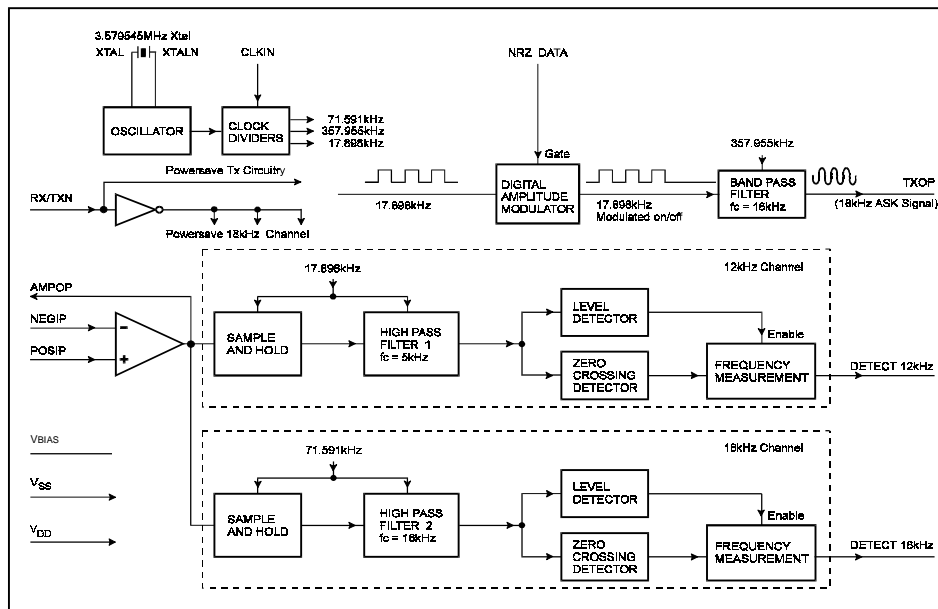 3.579545MHz Xtal
XTAL
XTALN
CLKIN
NRZ DATA
OSCILLATOR
CLOCK
DIVIDERS
71.591kHz
357.955kHz
17.898kHz
Powersave Tx Circuitry
RX/TXN
Powersave 18kHz Channel
17.898kHz
Gate
DIGITAL
AMPLITUDE
MODULATOR
17.898kHz
Modulated on/off
357.955kHz
BAND PASS
FILTER
fc = 16kHz
TXOP
(18kHz ASK Signal)
12kHz Channel
17.898kHz
AMPOP
NEGIP
POSIP
−
+
SAMPLE
AND HOLD
HIGH PASS
FILTER 1
fc = 5kHz
LEVEL
DETECTOR
ZERO
CROSSING
DETECTOR
Enable
FREQUENCY
MEASUREMENT
DETECT 12kHz
18kHz Channel
71.591kHz
VBIAS
VSS
VDD
SAMPLE
AND HOLD
HIGH PASS
FILTER 2
fc = 16kHz
LEVEL
DETECTOR
ZERO
CROSSING
DETECTOR
Enable
FREQUENCY
MEASUREMENT
DETECT 18kHz